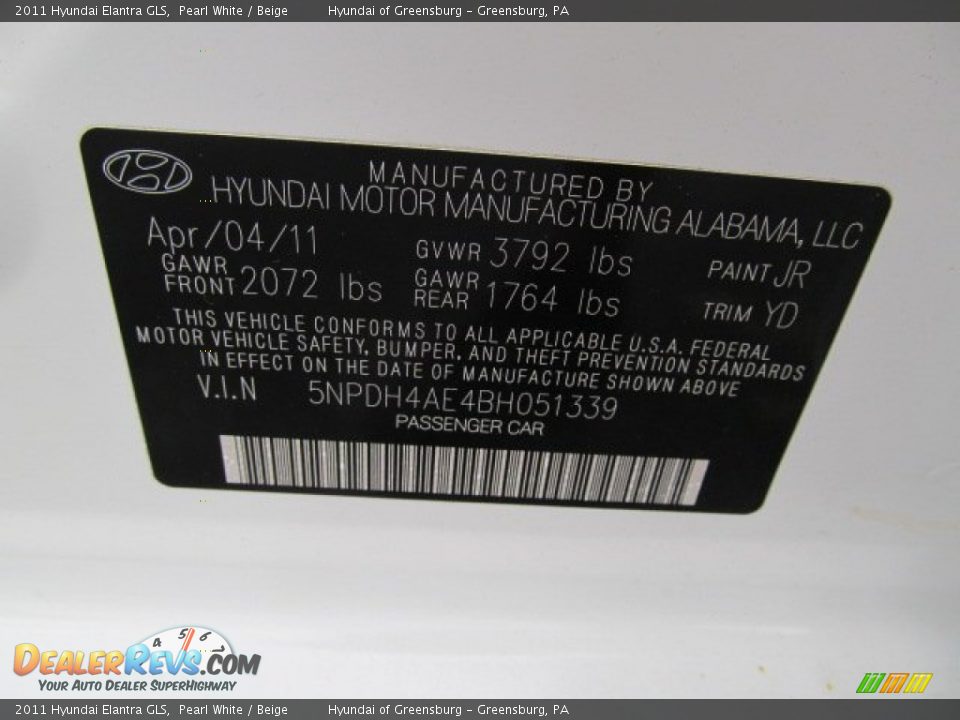 2011 Hyundai Elantra GLS, Pearl White / Beige Hyundai of Greensburg - Greensburg, PA
MANUFACTURED BY
HYUNDAI MOTOR MANUFACTURING ALABAMA, LLC
Apr/04/11 GVWR 3792 lbs PAINT JR
GAWR FRONT 2072 lbs GAWR REAR 1764 lbs TRIM YD
THIS VEHICLE CONFORMS TO ALL APPLICABLE U.S.A. FEDERAL
MOTOR VEHICLE SAFETY, BUMPER, AND THEFT PREVENTION STANDARDS
IN EFFECT ON THE DATE OF MANUFACTURE SHOWN ABOVE
V.I.N 5NPDH4AE4BH051339
PASSENGER CAR
4 5 6 7
DEALERREVS.COM
YOUR AUTO DEALER SUPERHIGHWAY
2011 Hyundai Elantra GLS, Pearl White / Beige Hyundai of Greensburg - Greensburg, PA